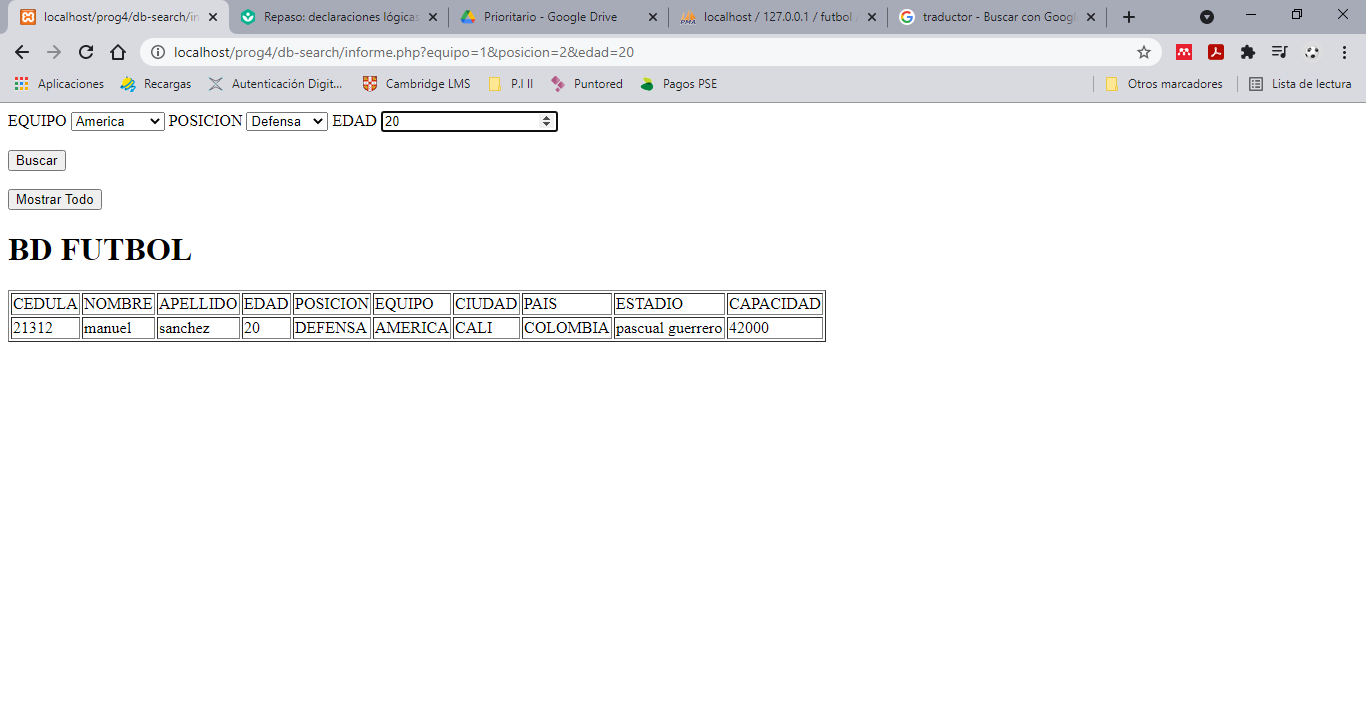 localhost/prog4/db-search/in
Repaso: declaraciones lógicas
Prioritario - Google Drive
localhost / 127.0.0.1 / futbol
traductor - Buscar con Googl
localhost/prog4/db-search/informe.php?equipo=1&posicion=2&edad=20
Aplicaciones
Recargas
Autenticación Digit...
Cambridge LMS
P.I II
Puntored
Pagos PSE
Otros marcadores
Lista de lectura
EQUIPO America POSICION Defensa EDAD 20
Buscar
Mostrar Todo
BD FUTBOL
CEDULA NOMBRE APELLIDO EDAD POSICION EQUIPO CIUDAD PAIS ESTADIO CAPACIDAD
21312 manuel sanchez 20 DEFENSA AMERICA CALI COLOMBIA pascual guerrero 42000